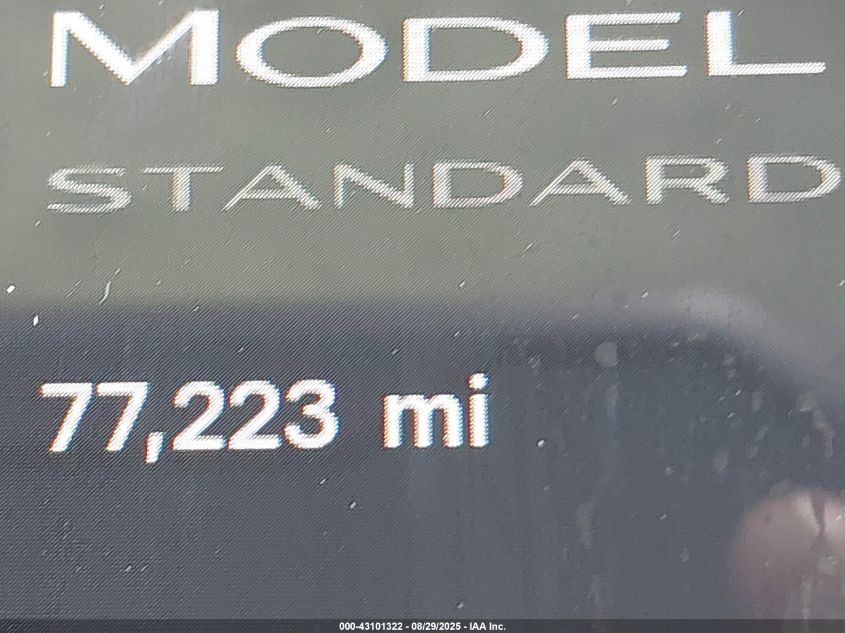 MODEL
STANDARD
77,223 mi
000-43101322 - 08/29/2025 - IAA Inc.